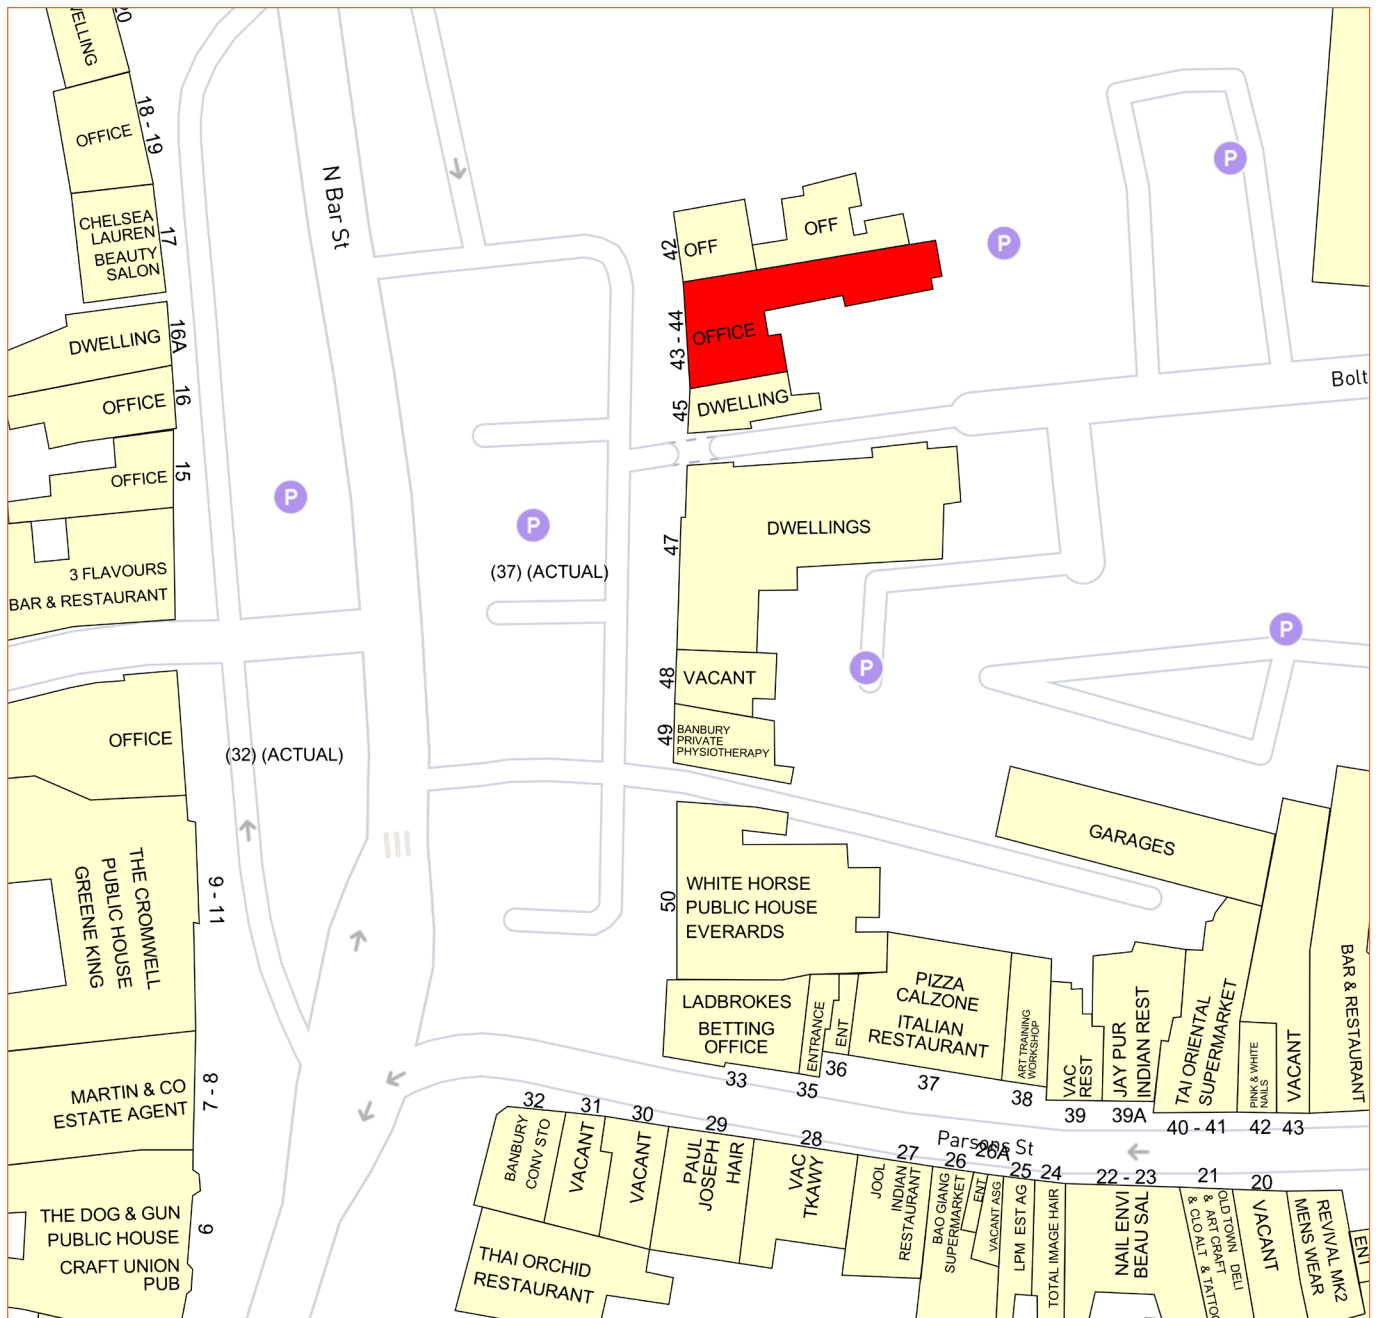 WELLING
20
OFFICE
18 - 19
CHELSEA
LAUREN
BEAUTY
SALON
17
DWELLING
16A
OFFICE
16
OFFICE
15
3 FLAVOURS
BAR & RESTAURANT
N Bar St
P
P
P
P
P
P
OFF
42
OFF
OFFICE
43 - 44
DWELLING
45
Bolt
DWELLINGS
47
(37) (ACTUAL)
VACANT
48
BANBURY
PRIVATE
PHYSIOTHERAPY
49
OFFICE
(32) (ACTUAL)
THE CROMWELL
PUBLIC HOUSE
GREENE KING
9 - 11
MARTIN & CO
ESTATE AGENT
7 - 8
THE DOG & GUN
PUBLIC HOUSE
CRAFT UNION
PUB
6
WHITE HORSE
PUBLIC HOUSE
EVERARDS
50
GARAGES
LADBROKES
BETTING
OFFICE
33
ENTRANCE
35
ENT
36
PIZZA
CALZONE
ITALIAN
RESTAURANT
37
ART TRAINING
WORKSHOP
38
VAC
REST
39
JAY PUR
INDIAN REST
39A
TAI ORIENTAL
SUPERMARKET
40 - 41
PINK & WHITE
NAILS
42
VACANT
43
BAR & RESTAURANT
Parsons St
32
BANBURY
CONV STO
31
VACANT
30
VACANT
29
PAUL
JOSEPH
HAIR
28
VAC
TKAWY
27
JOOL
INDIAN
RESTAURANT
26
BAO GIANG
SUPERMARKET
26A
ENT
VACANT ASG
25
LPM EST AG
24
TOTAL IMAGE HAIR
22 - 23
NAIL ENVI
BEAU SAL
21
OLD TOWN DELI
& ART CRAFT
& CLO ALT & TATTOO
20
VACANT
REVIVAL MK2
MENS WEAR
ENT
THAI ORCHID
RESTAURANT